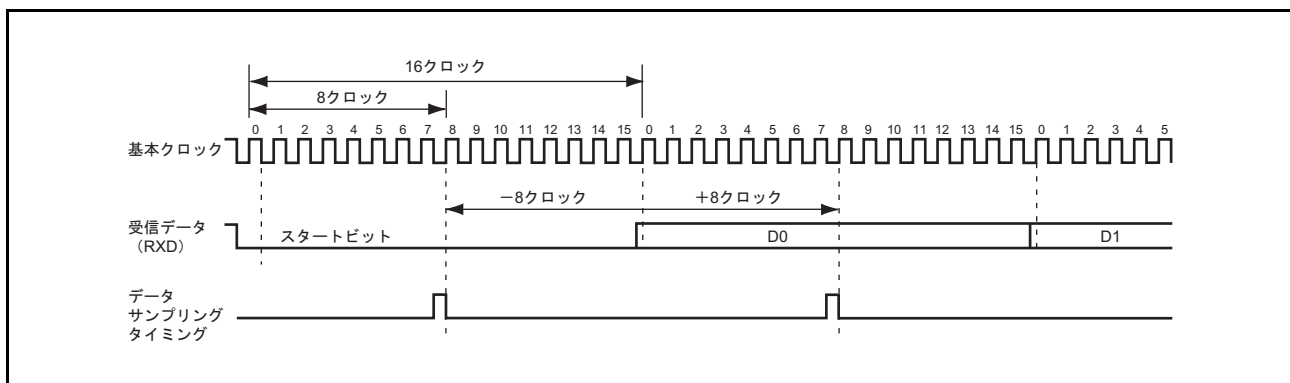 16クロック
8クロック
0 1 2 3 4 5 6 7 8 9 10 11 12 13 14 15 0 1 2 3 4 5 6 7 8 9 10 11 12 13 14 15 0 1 2 3 4 5
基本クロック
－8クロック ＋8クロック
受信データ
（RXD）
スタートビット D0 D1
データ
サンプリング
タイミング